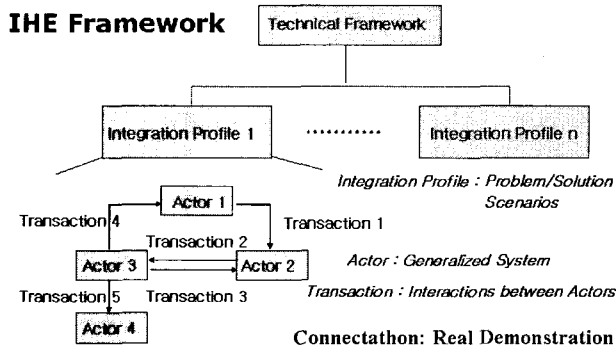 IHE Framework
Technical Framework
Integration Profile 1
Integration Profile n
Integration Profile : Problem/Solution
Scenarios
Actor 1
Transaction 4
Transaction 1
Transaction 2
Actor 3
Actor 2
Actor : Generalized System
Transaction 5
Transaction 3
Transaction : Interactions between Actors
Actor 4
Connectathon: Real Demonstration